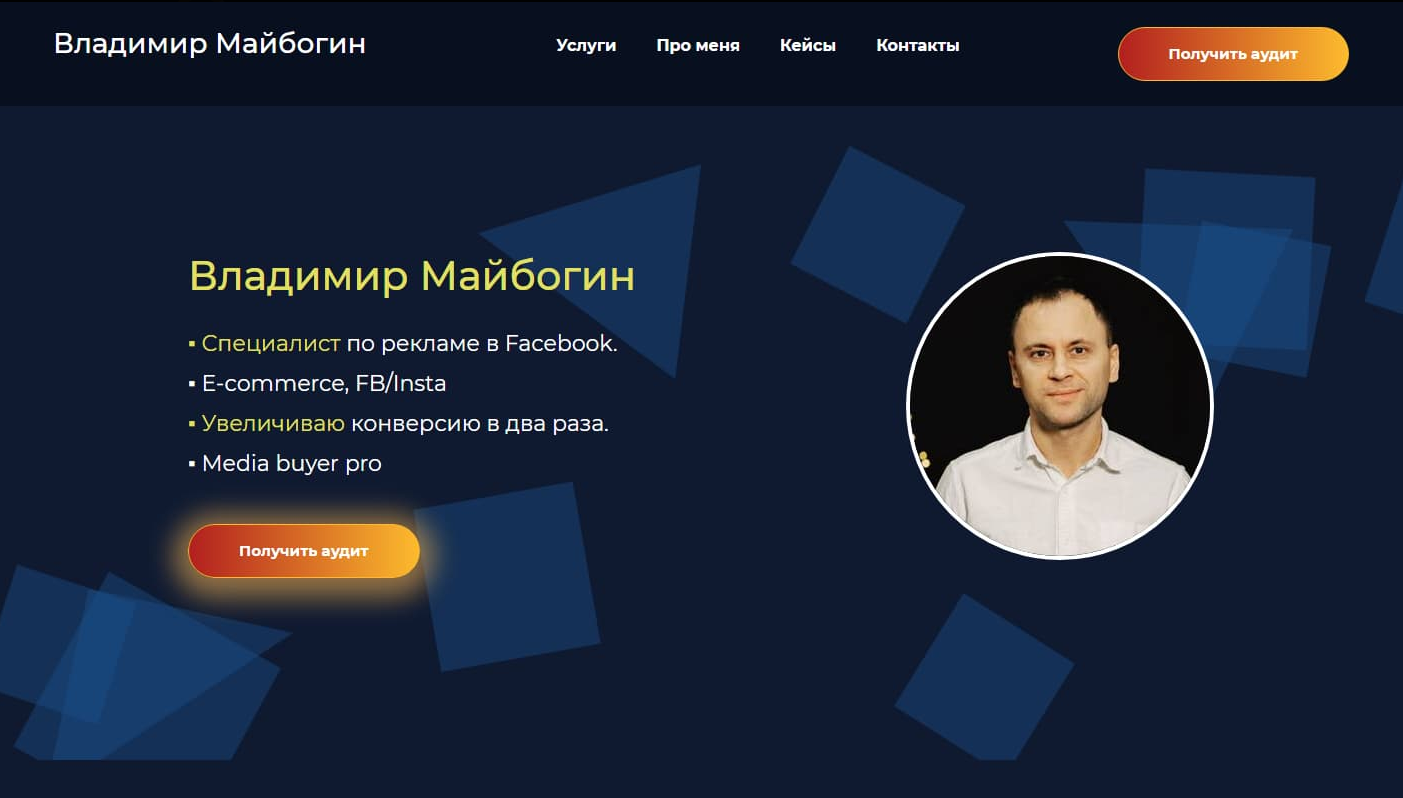 Владимир Майбогин
Услуги Про меня Кейсы Контакты
Получить аудит
Владимир Майбогин
▪ Специалист по рекламе в Facebook.
▪ E-commerce, FB/Insta
▪ Увеличиваю конверсию в два раза.
▪ Media buyer pro
Получить аудит